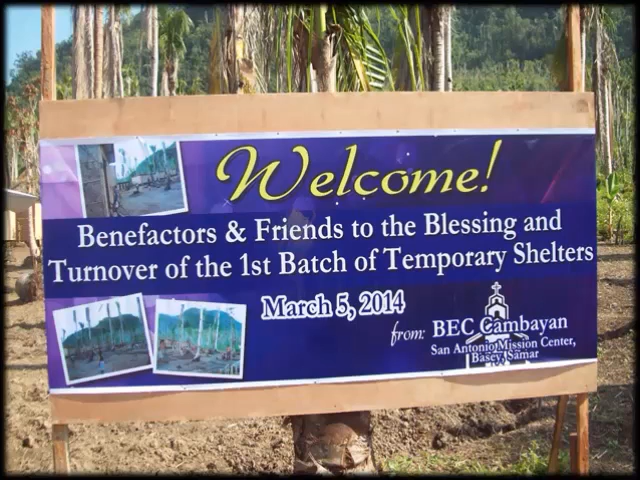 Welcome!
Benefactors & Friends to the Blessing and
Turnover of the 1st Batch of Temporary Shelters
March 5, 2014
from: BEC Cambayan
San Antonio Mission Center,
Basey, Samar